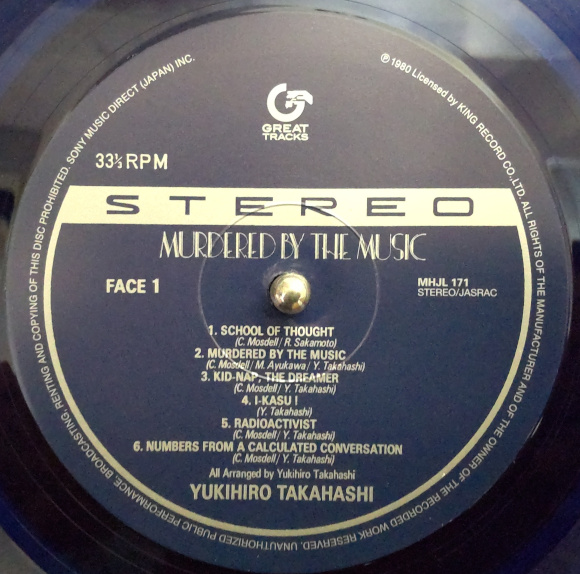 GREAT
TRACKS
33⅓ RPM
STEREO
MURDERED BY THE MUSIC
FACE 1
MHJL 171
STEREO/JASRAC
1. SCHOOL OF THOUGHT
(C. Mosdell/ R. Sakamoto)
2. MURDERED BY THE MUSIC
(C. Mosdell/ M. Ayukawa/ Y. Takahashi)
3. KID-NAP, THE DREAMER
(C. Mosdell/ Y. Takahashi)
4. I-KASU !
(Y. Takahashi)
5. RADIOACTIVIST
(C. Mosdell/ Y. Takahashi)
6. NUMBERS FROM A CALCULATED CONVERSATION
(C. Mosdell/ Y. Takahashi)
All Arranged by Yukihiro Takahashi
YUKIHIRO TAKAHASHI
℗1980 Licensed by KING RECORD CO.,LTD. ALL RIGHTS OF THE MANUFACTURER AND OF THE OWNER OF THE RECORDED WORK RESERVED. UNAUTHORIZED PUBLIC PERFORMANCE, BROADCASTING, RENTING AND COPYING OF THIS DISC PROHIBITED. SONY MUSIC DIRECT (JAPAN) INC.